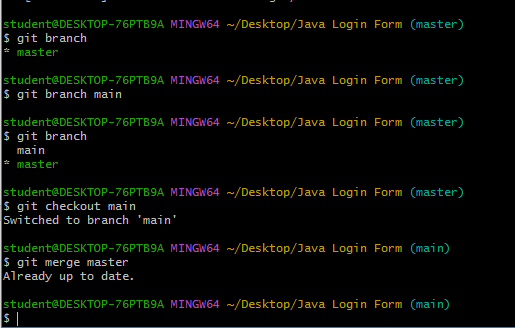 student@DESKTOP-76PTB9A MINGW64 ~/Desktop/Java Login Form (master)
$ git branch
* master
student@DESKTOP-76PTB9A MINGW64 ~/Desktop/Java Login Form (master)
$ git branch main
student@DESKTOP-76PTB9A MINGW64 ~/Desktop/Java Login Form (master)
$ git branch
  main
* master
student@DESKTOP-76PTB9A MINGW64 ~/Desktop/Java Login Form (master)
$ git checkout main
Switched to branch 'main'
student@DESKTOP-76PTB9A MINGW64 ~/Desktop/Java Login Form (main)
$ git merge master
Already up to date.
student@DESKTOP-76PTB9A MINGW64 ~/Desktop/Java Login Form (main)
$